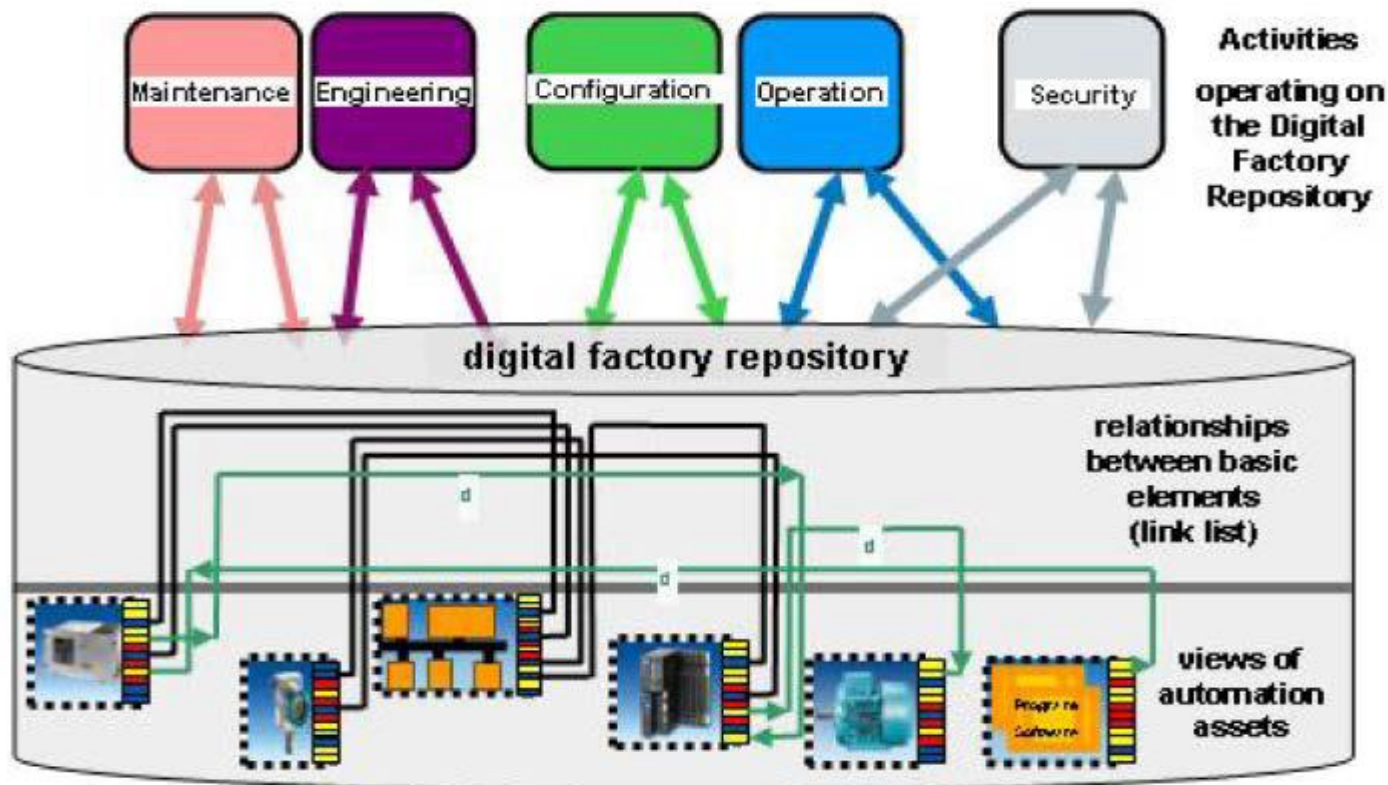 Maintenance
Engineering
Configuration
Operation
Security
Activities
operating on
the Digital
Factory
Repository
digital factory repository
relationships
between basic
elements
(link list)
d
d
d
views of
automation
assets
Software